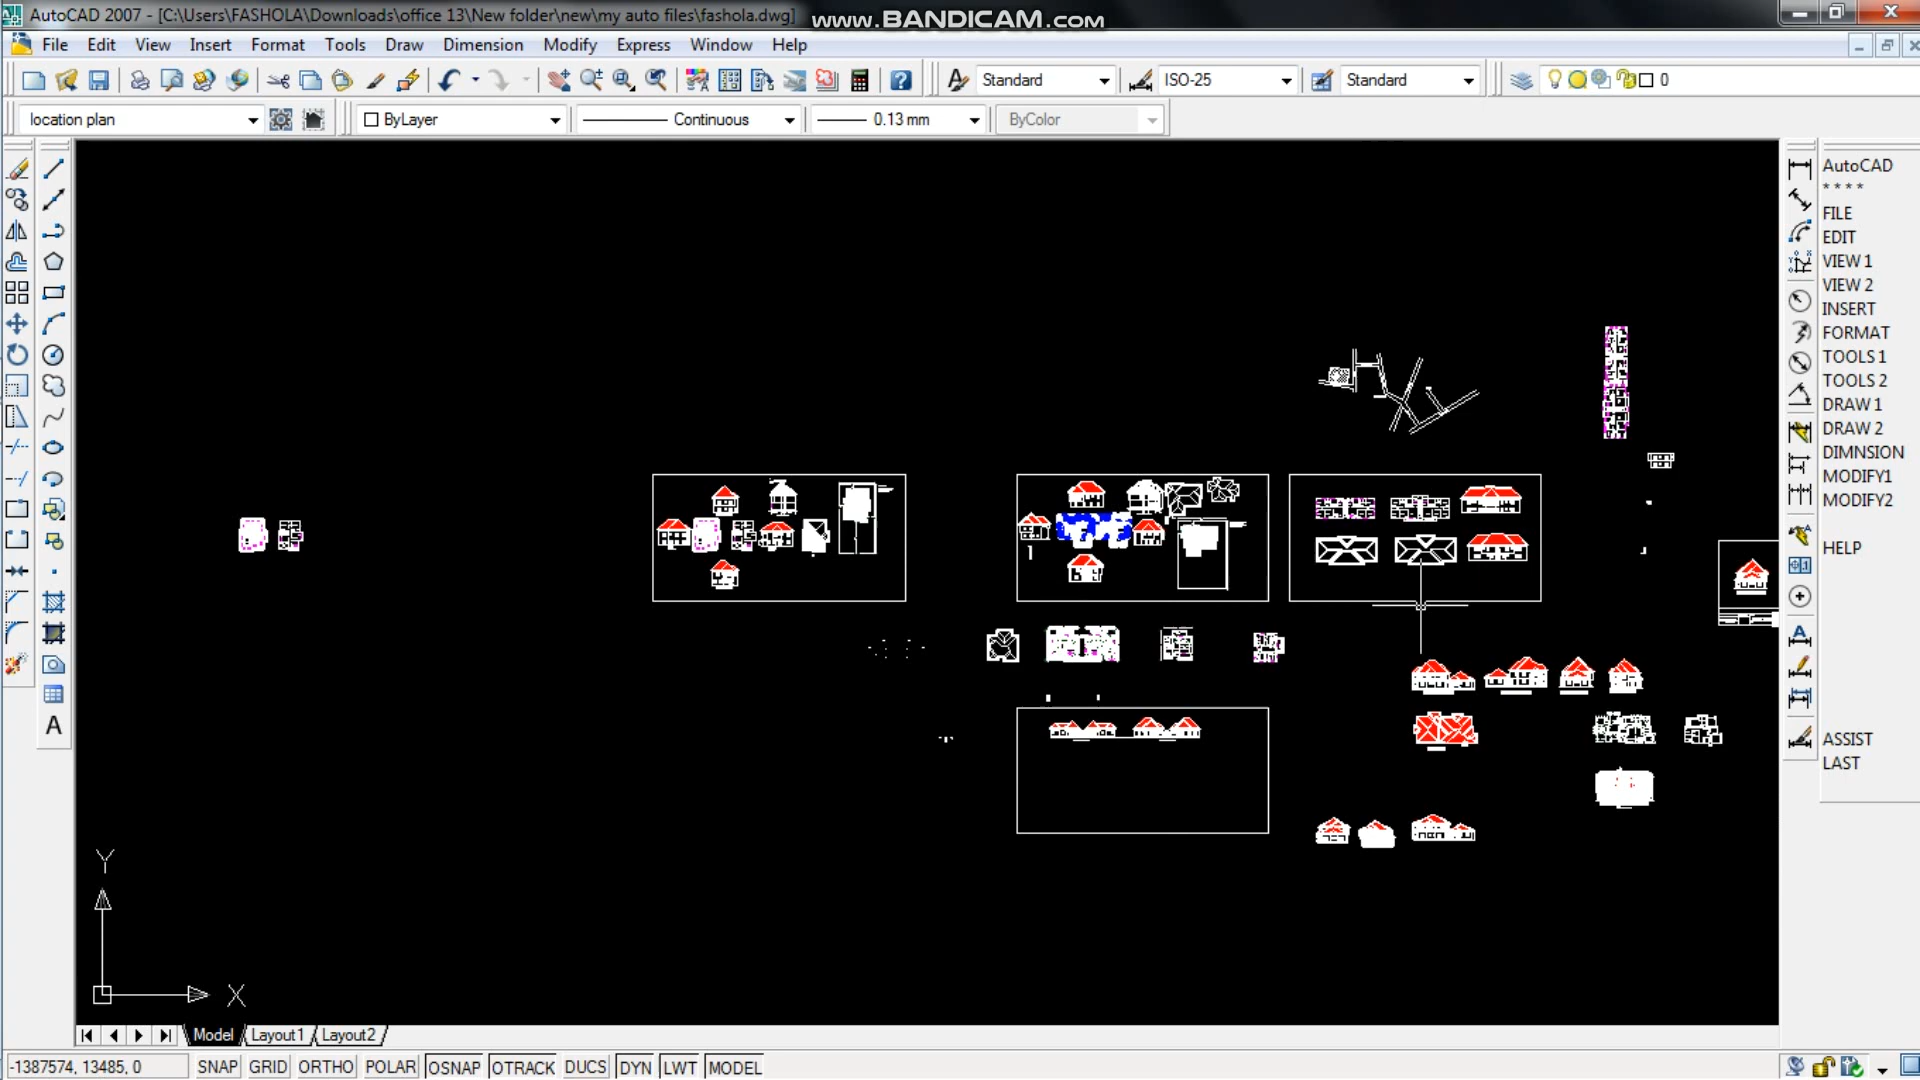 AutoCAD 2007 - [C:\Users\FASHOLA\Downloads\office 13\New folder\new\my auto files\fashola.dwg]
www.BANDICAM.com
File Edit View Insert Format Tools Draw Dimension Modify Express Window Help
Standard ISO-25 Standard 0
location plan ByLayer Continuous 0.13 mm ByColor
AutoCAD
* * * *
FILE
EDIT
VIEW 1
VIEW 2
INSERT
FORMAT
TOOLS 1
TOOLS 2
DRAW 1
DRAW 2
DIMNSION
MODIFY1
MODIFY2
HELP
ASSIST
LAST
A
Y
X
Model Layout1 Layout2
-1387574, 13485, 0 SNAP GRID ORTHO POLAR OSNAP OTRACK DUCS DYN LWT MODEL